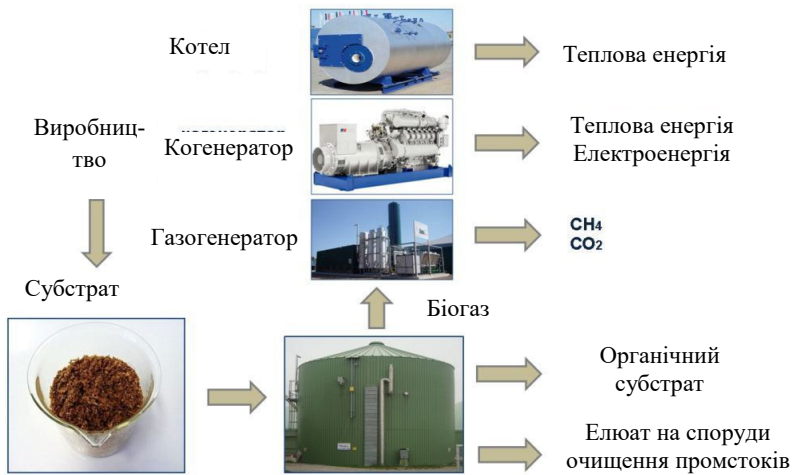 Котел
Теплова енергія
Виробниц-
тво
Когенератор
Теплова енергія
Електроенергія
Газогенератор
CH4
CO2
Субстрат
Біогаз
Органічний
субстрат
Елюат на споруди
очищення промстоків